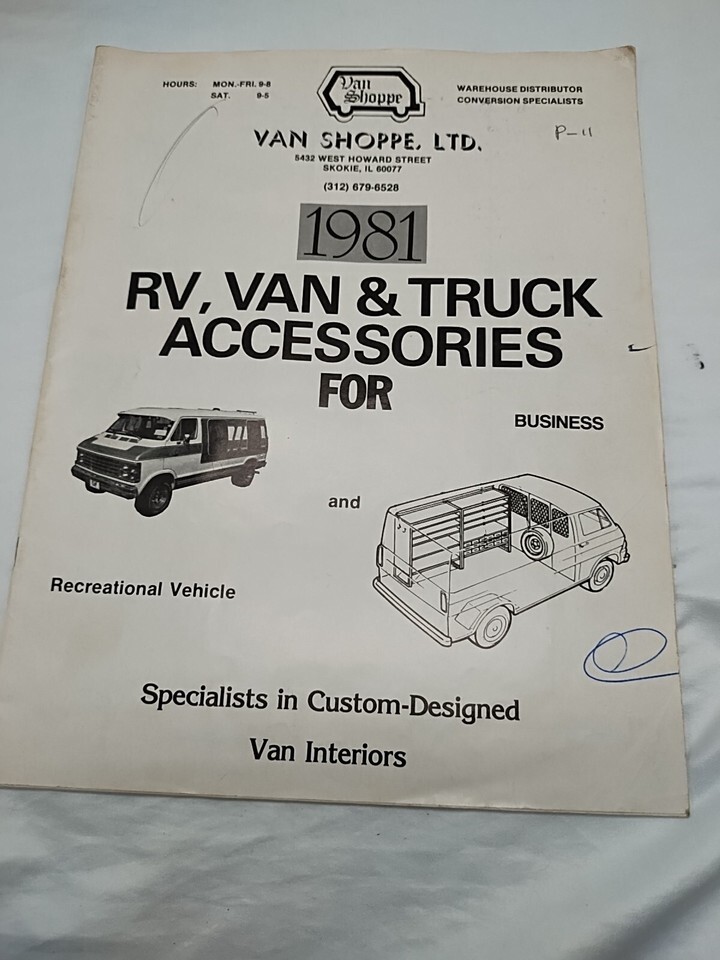 HOURS: MON.-FRI. 9-8
SAT. 9-5
Van
Shoppe
WAREHOUSE DISTRIBUTOR
CONVERSION SPECIALISTS
P-11
VAN SHOPPE, LTD.
5432 WEST HOWARD STREET
SKOKIE, IL 60077
(312) 679-6528
1981
RV, VAN & TRUCK
ACCESSORIES
FOR
BUSINESS
and
Recreational Vehicle
Specialists in Custom-Designed
Van Interiors